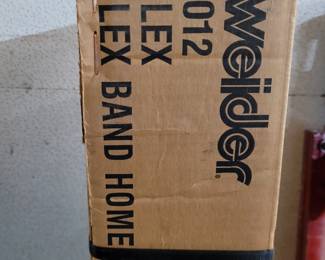 weider®
012
LEX
LEX BAND HOME